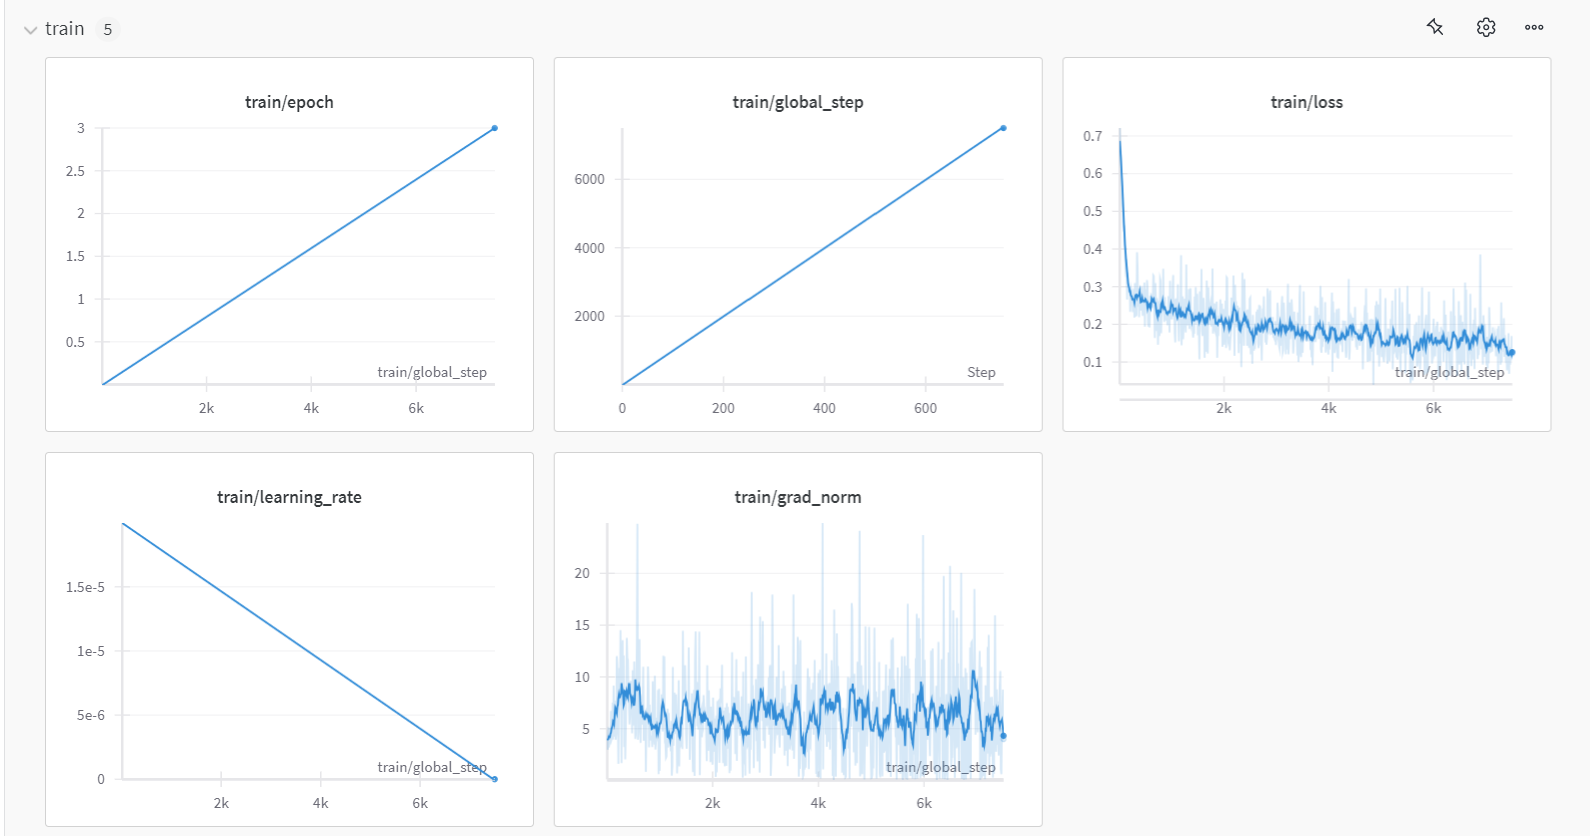 train 5
train/epoch
3
2.5
2
1.5
1
0.5
train/global_step
2k 4k 6k
train/global_step
6000
4000
2000
Step
0 200 400 600
train/loss
0.7
0.6
0.5
0.4
0.3
0.2
0.1
train/global_step
2k 4k 6k
train/learning_rate
1.5e-5
1e-5
5e-6
0
train/global_step
2k 4k 6k
train/grad_norm
20
15
10
5
train/global_step
2k 4k 6k